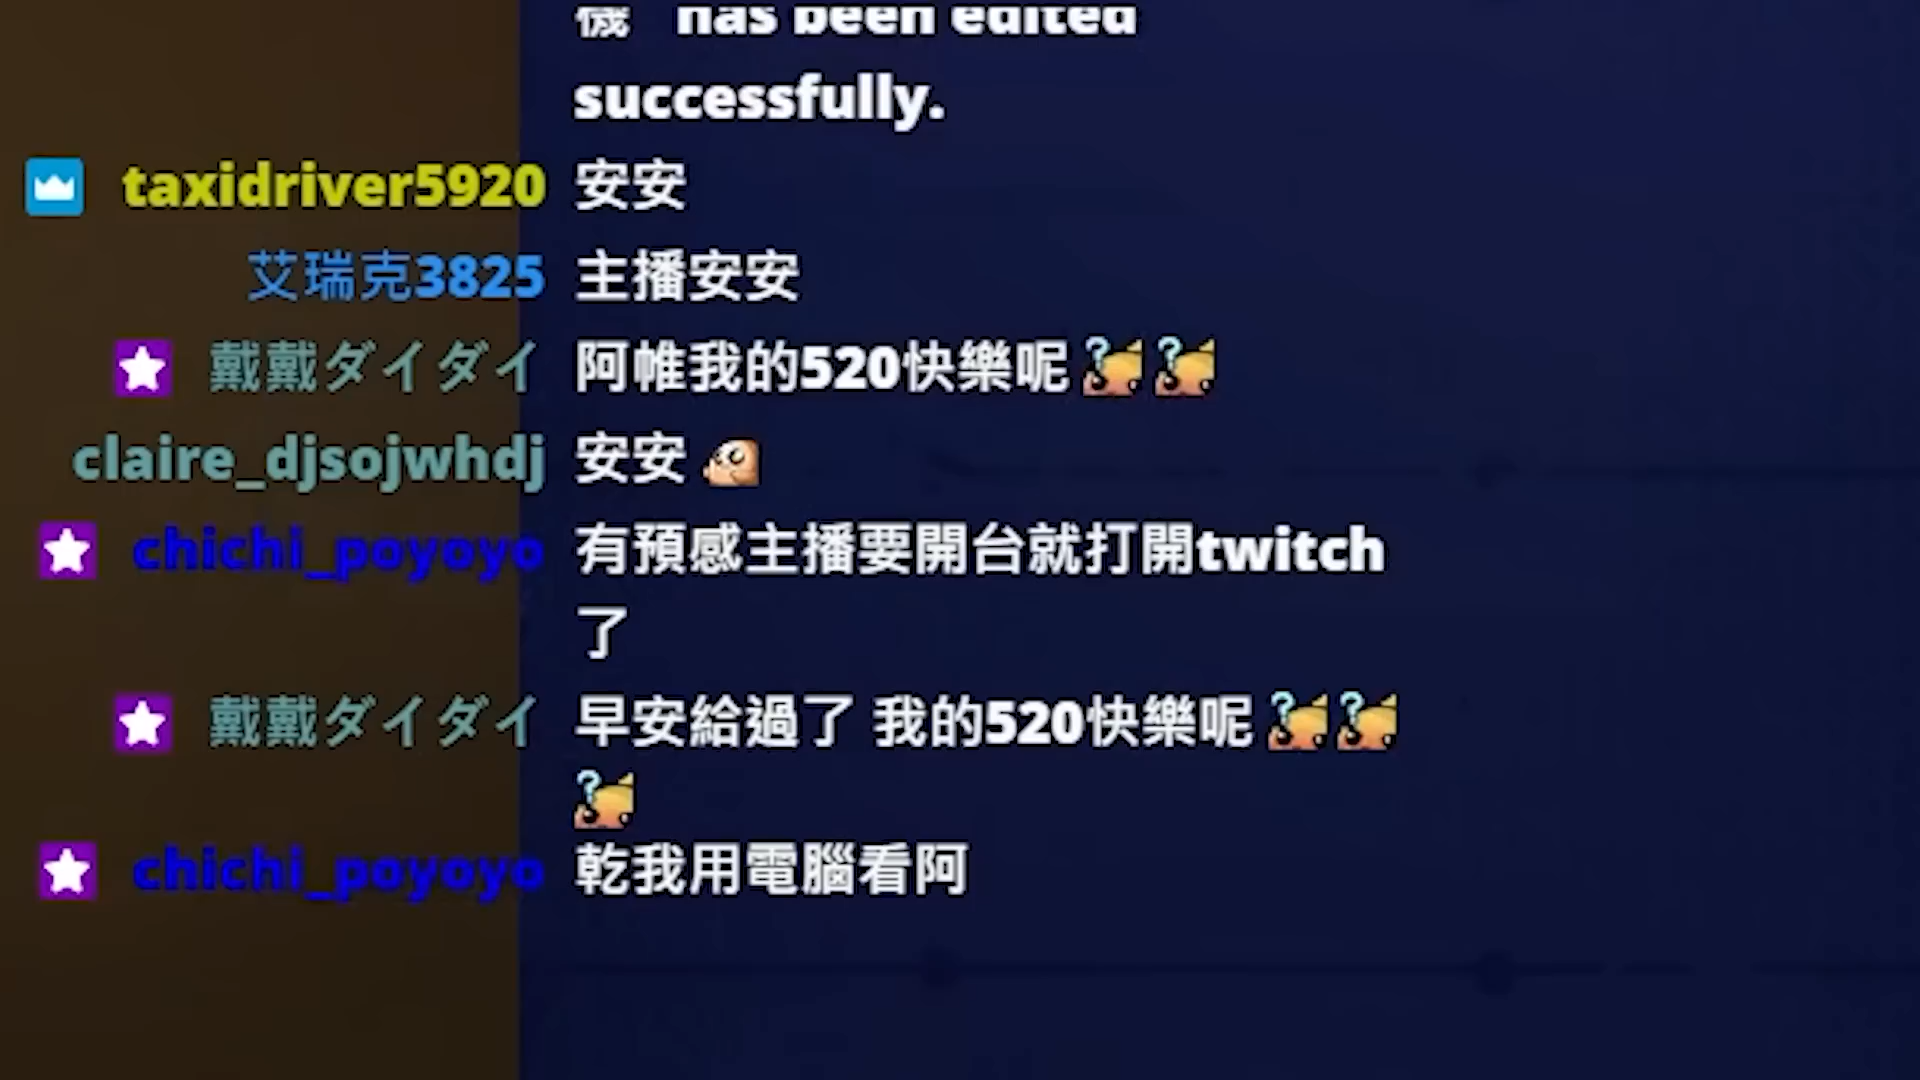 機 has been edited
successfully.
taxidriver5920 安安
艾瑞克3825 主播安安
戴戴ダイダイ 阿帷我的520快樂呢
claire_djsojwhdj 安安
chichi_poyoyo 有預感主播要開台就打開twitch
了
戴戴ダイダイ 早安給過了 我的520快樂呢
chichi_poyoyo 乾我用電腦看阿